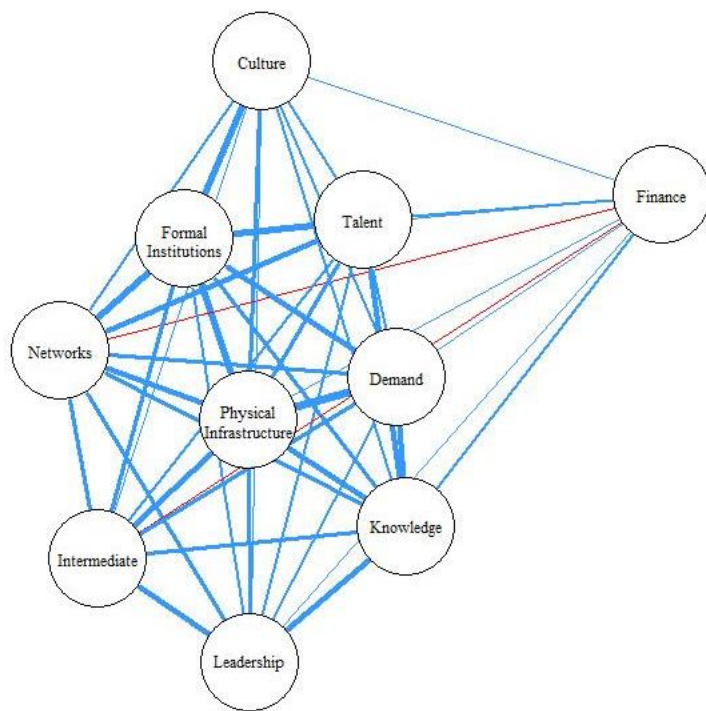 Culture
Finance
Formal
Institutions
Talent
Networks
Demand
Physical
Infrastructure
Knowledge
Intermediate
Leadership